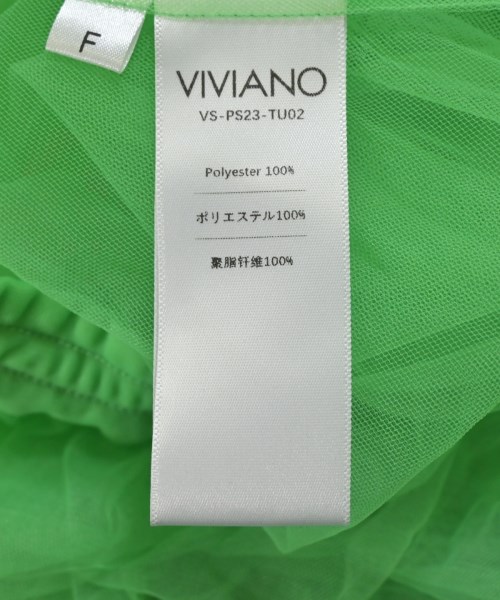 F
VIVIANO
VS-PS23-TU02
Polyester 100%
ポリエステル100%
聚脂钎维100%